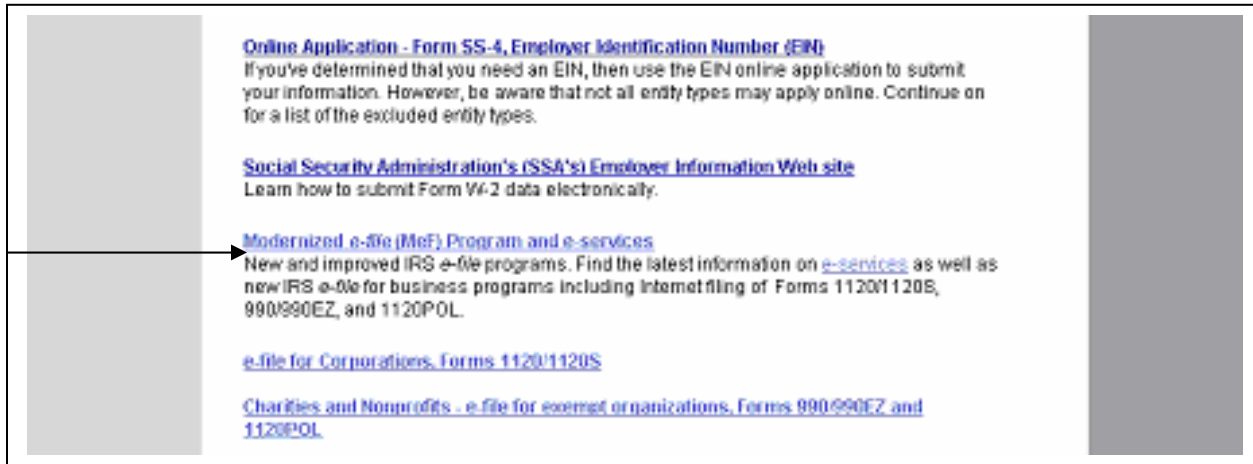 Online Application - Form SS-4, Employer Identification Number (EIN)
If you've determined that you need an EIN, then use the EIN online application to submit
your information. However, be aware that not all entity types may apply online. Continue on
for a list of the excluded entity types.
Social Security Administration's (SSA's) Employer Information Web site
Learn how to submit Form W-2 data electronically.
Modernized e-file (MeF) Program and e-services
New and improved IRS e-file programs. Find the latest information on e-services as well as
new IRS e-file for business programs including Internet filing of Forms 1120/1120S,
990/990EZ, and 1120POL.
e-file for Corporations, Forms 1120/1120S
Charities and Nonprofits - e-file for exempt organizations, Forms 990/990EZ and
1120POL